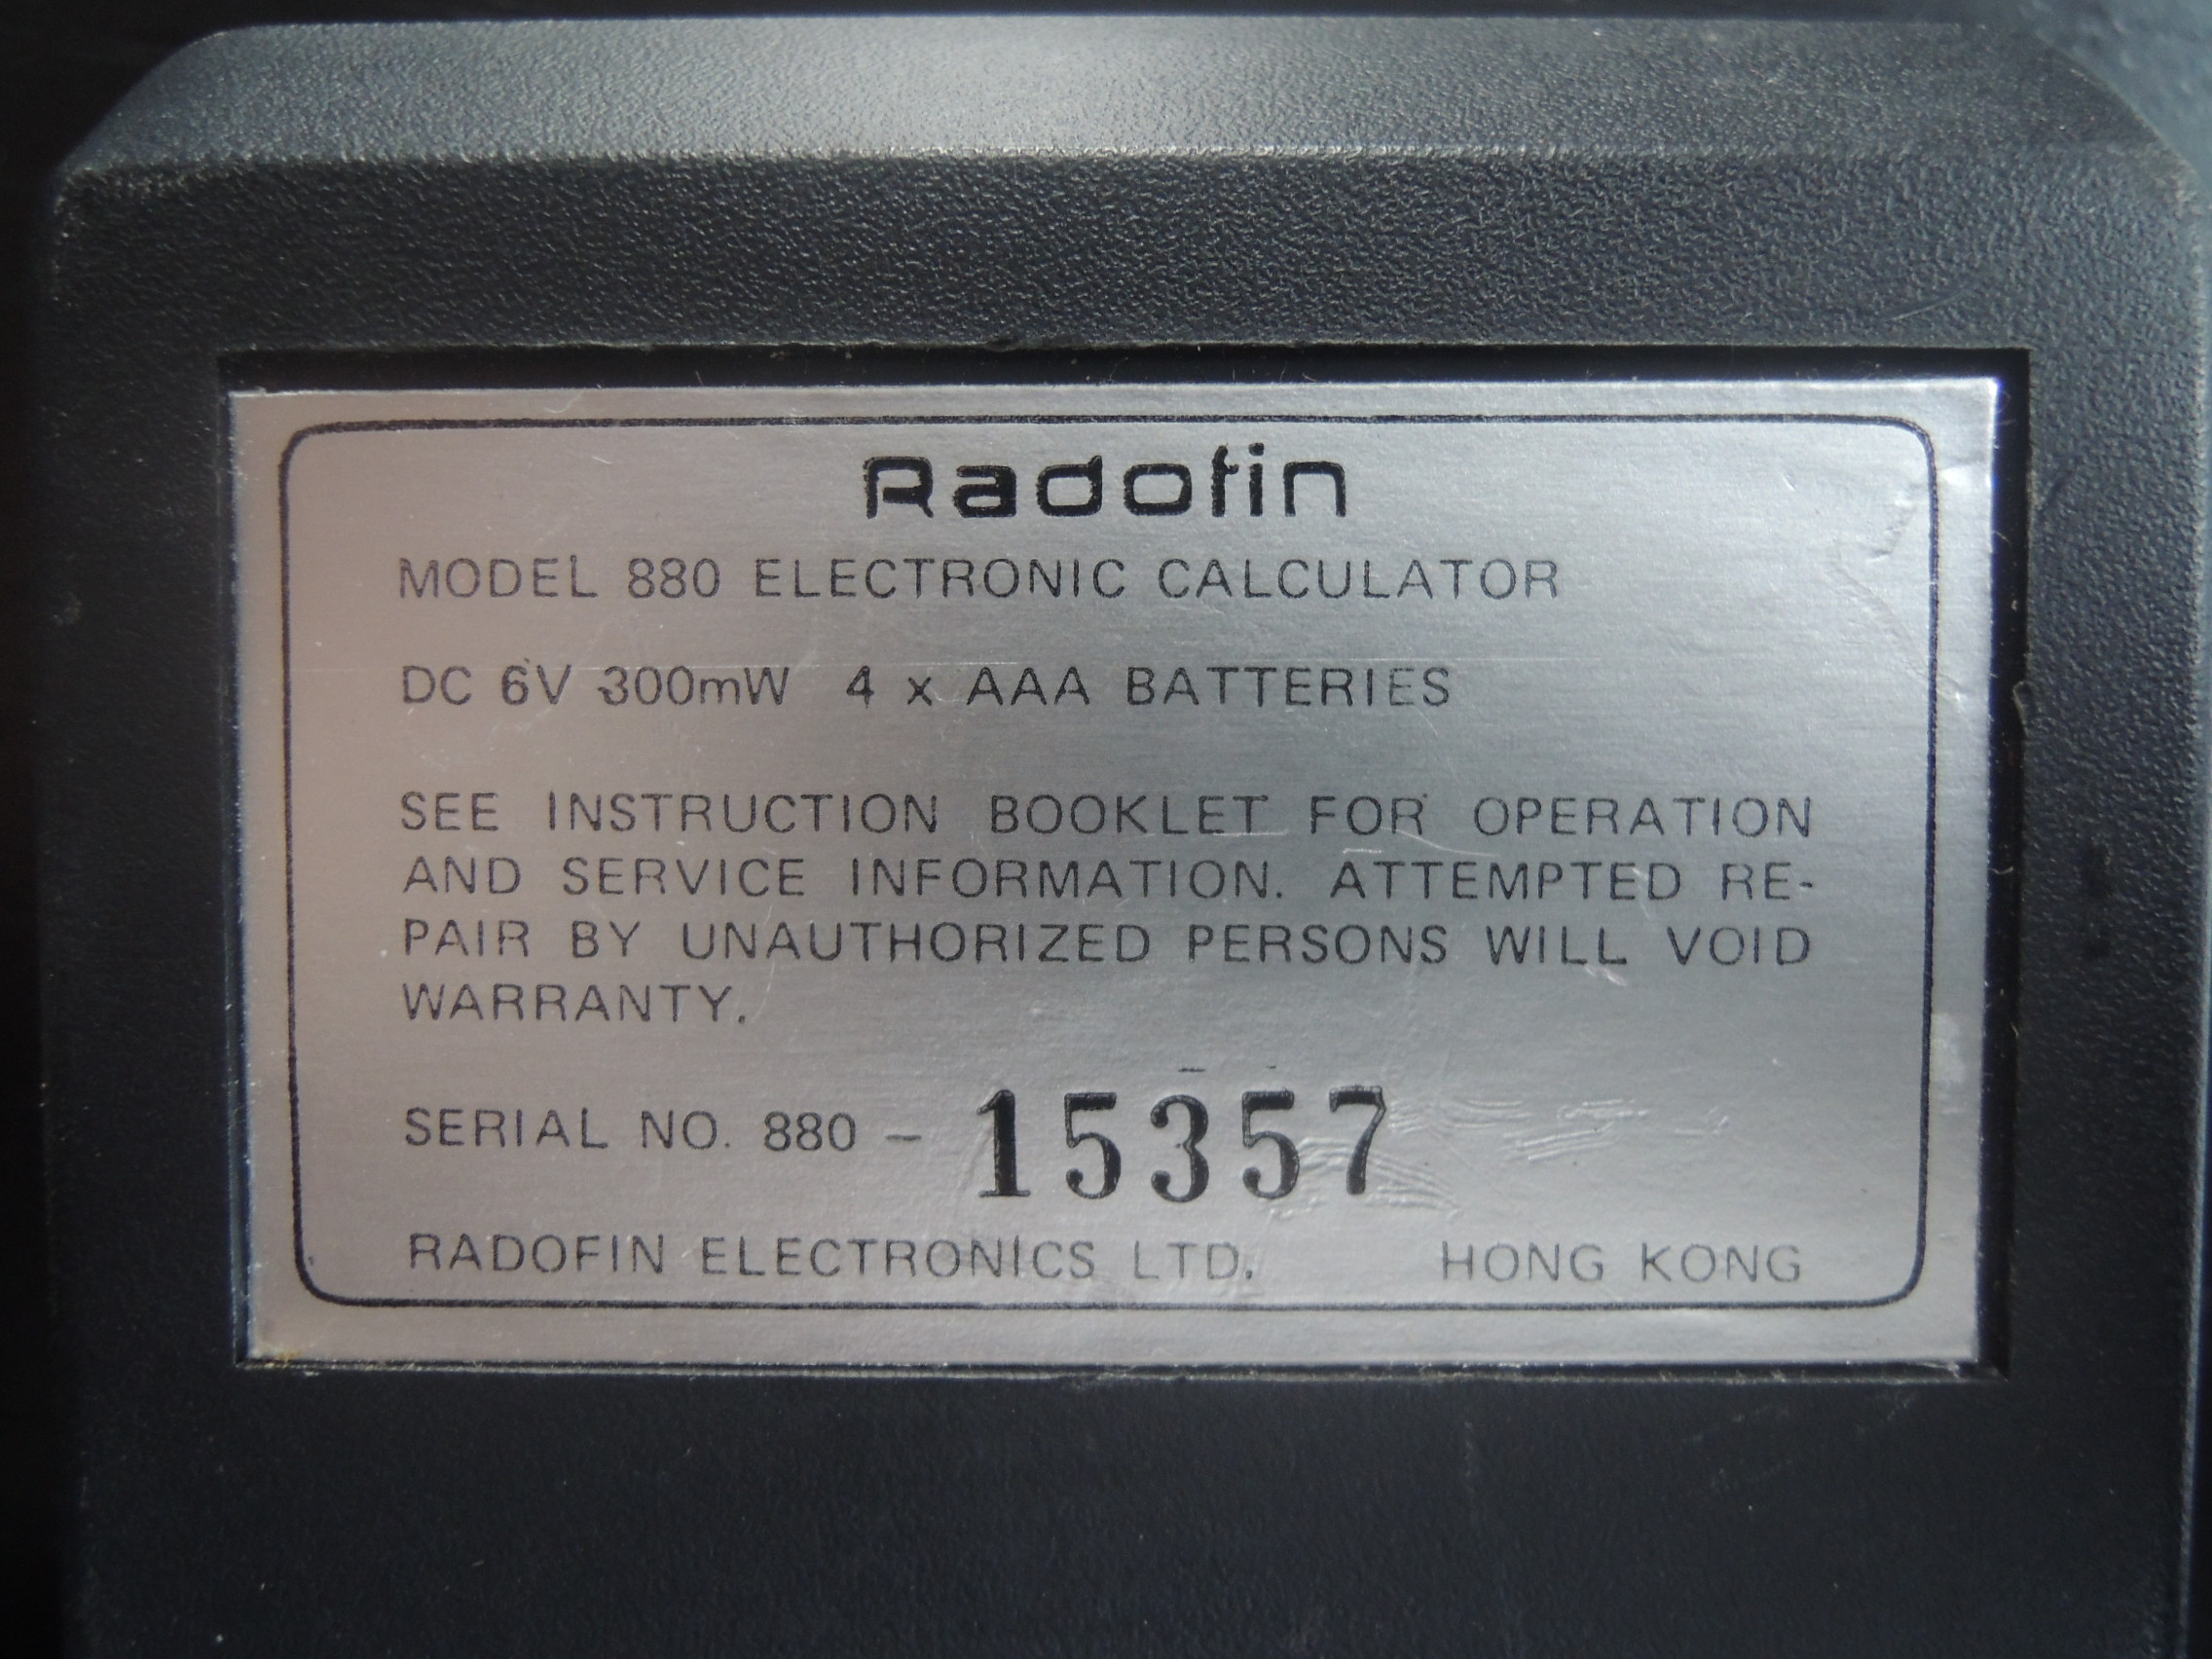 Radofin
MODEL 880 ELECTRONIC CALCULATOR
DC 6V 300mW 4 x AAA BATTERIES
SEE INSTRUCTION BOOKLET FOR OPERATION
AND SERVICE INFORMATION. ATTEMPTED RE-
PAIR BY UNAUTHORIZED PERSONS WILL VOID
WARRANTY.
SERIAL NO. 880 – 15357
RADOFIN ELECTRONICS LTD. HONG KONG